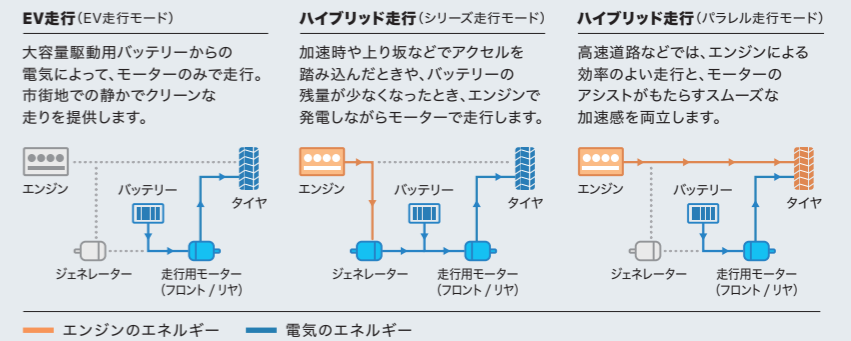 EV走行(EV走行モード)
大容量駆動用バッテリーからの
電気によって、モーターのみで走行。
市街地での静かでクリーンな
走りを提供します。
エンジン
バッテリー
タイヤ
ジェネレーター
走行用モーター
(フロント / リヤ)
ハイブリッド走行(シリーズ走行モード)
加速時や上り坂などでアクセルを
踏み込んだときや、バッテリーの
残量が少なくなったとき、エンジンで
発電しながらモーターで走行します。
エンジン
バッテリー
タイヤ
ジェネレーター
走行用モーター
(フロント / リヤ)
ハイブリッド走行(パラレル走行モード)
高速道路などでは、エンジンによる
効率のよい走行と、モーターの
アシストがもたらすスムーズな
加速感を両立します。
エンジン
バッテリー
タイヤ
ジェネレーター
走行用モーター
(フロント / リヤ)
エンジンのエネルギー
電気のエネルギー